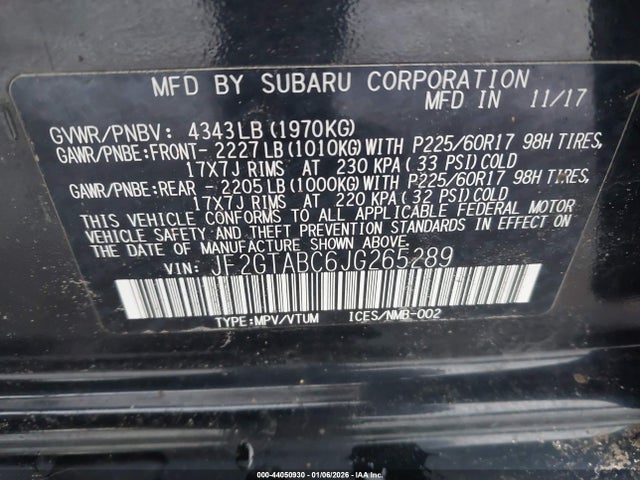 MFD BY SUBARU CORPORATION
MFD IN 11/17
GVWR/PNBV: 4343LB(1970KG)
GAWR/PNBE:FRONT- 2227LB(1010KG)WITH P225/60R17 98H TIRES,
17X7J RIMS AT 230 KPA(33 PSI)COLD
GAWR/PNBE:REAR - 2205LB(1000KG)WITH P225/60R17 98H TIRES,
17X7J RIMS AT 220 KPA(32 PSI)COLD
THIS VEHICLE CONFORMS TO ALL APPLICABLE FEDERAL MOTOR
VEHICLE SAFETY AND THEFT PREVENTION STANDARDS IN EFFECT ON
THE DATE OF MANUFACTURE SHOWN ABOVE.
VIN: JF2GTABC6JG265289
TYPE:MPV/VTUM ICES/NMB-002
000-44050930 - 01/06/2026 - IAA Inc.